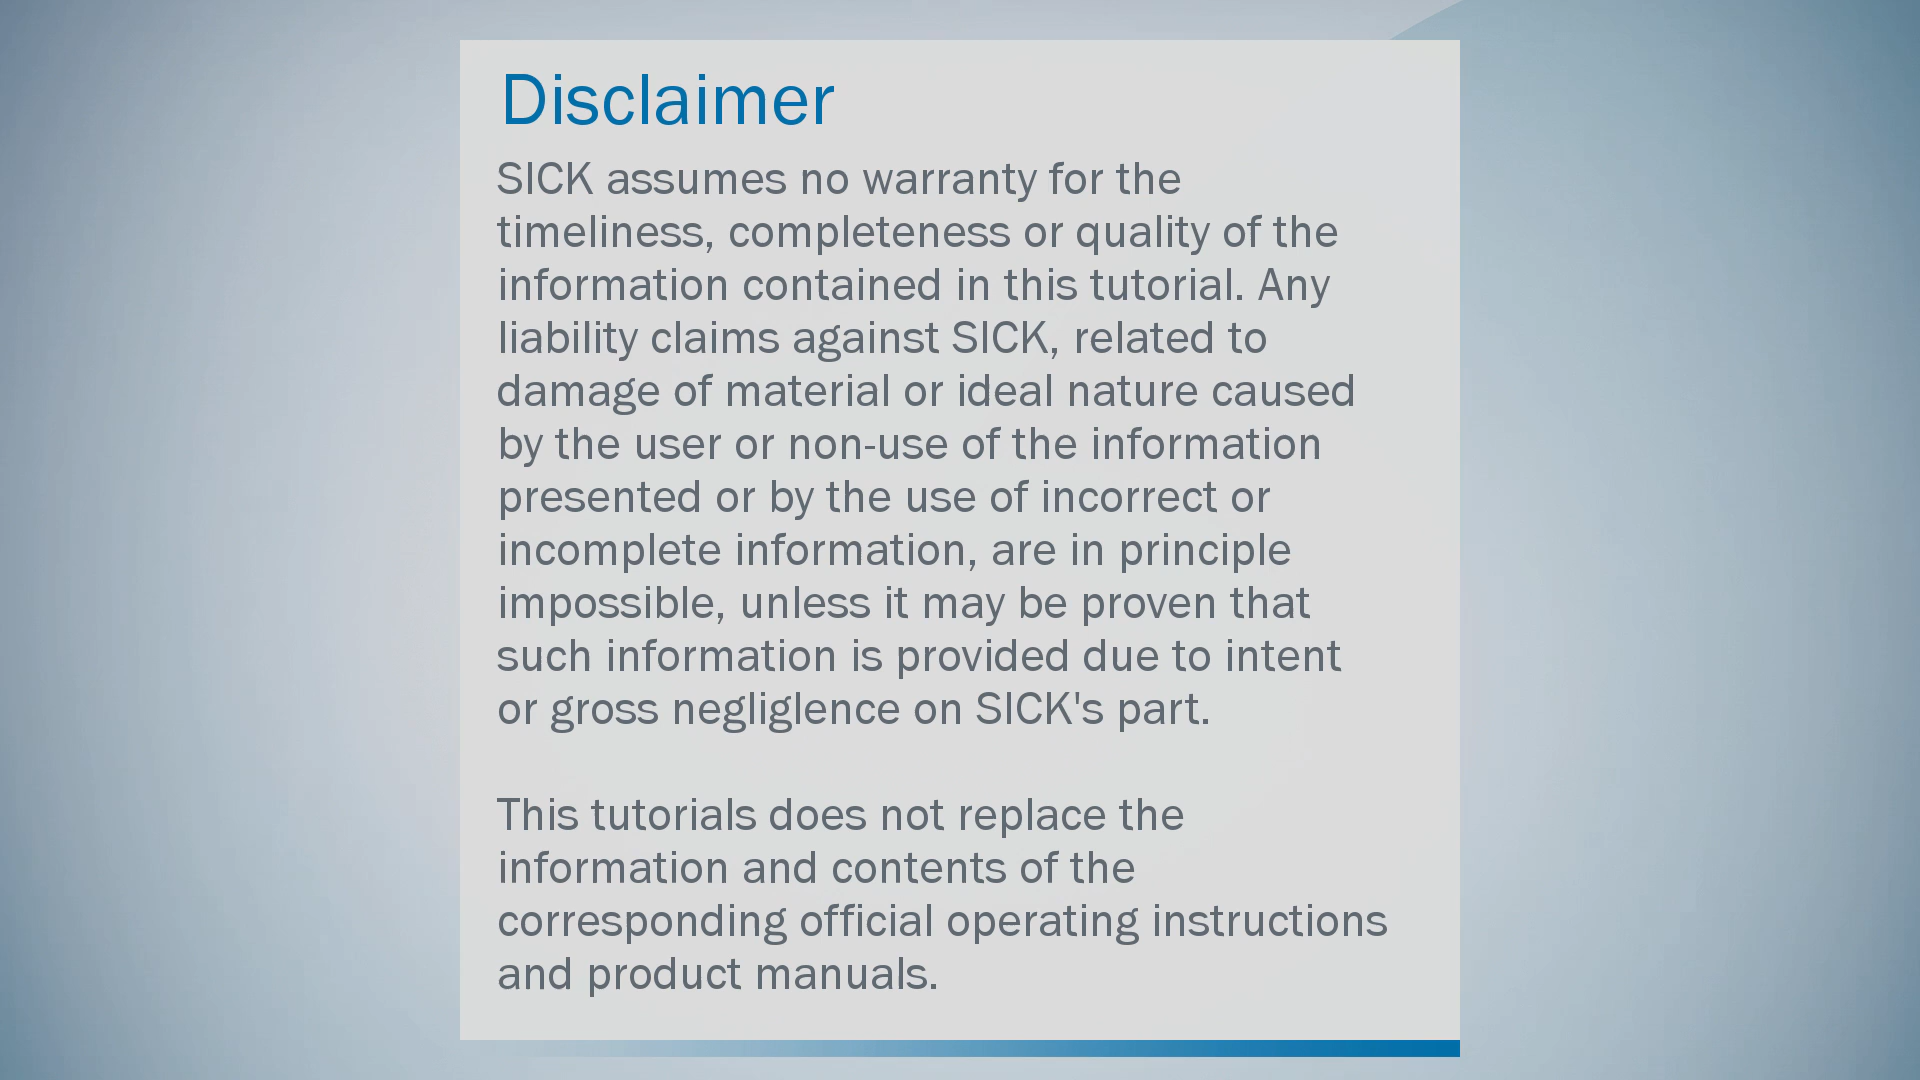 Disclaimer
SICK assumes no warranty for the
timeliness, completeness or quality of the
information contained in this tutorial. Any
liability claims against SICK, related to
damage of material or ideal nature caused
by the user or non-use of the information
presented or by the use of incorrect or
incomplete information, are in principle
impossible, unless it may be proven that
such information is provided due to intent
or gross negliglence on SICK's part.
This tutorials does not replace the
information and contents of the
corresponding official operating instructions
and product manuals.